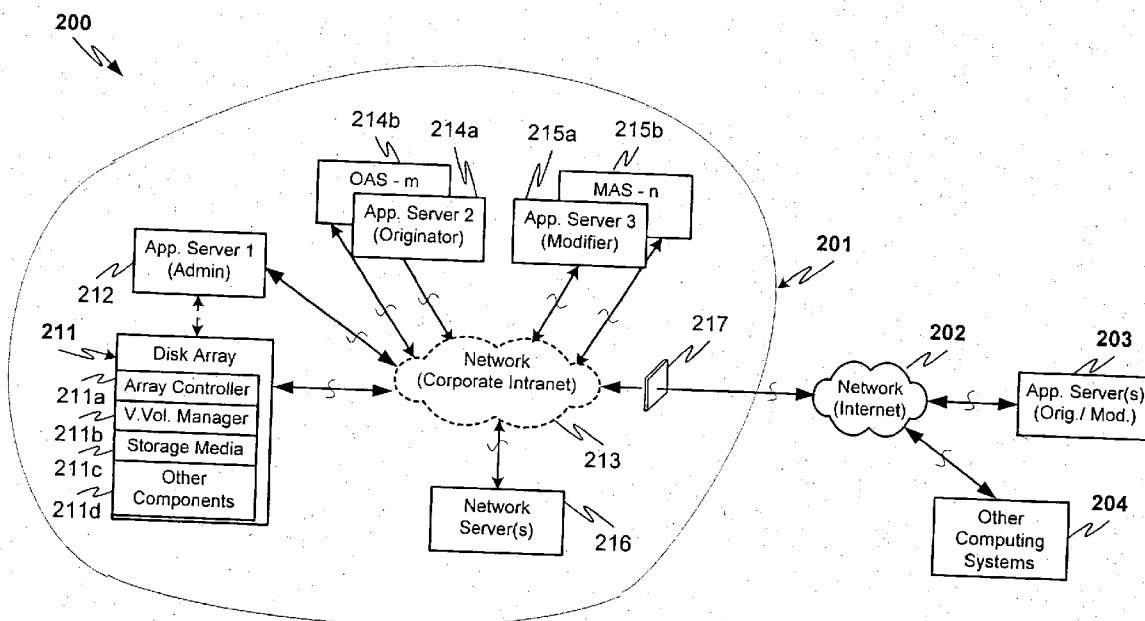 200
214b
214a
215a
215b
OAS - m
App. Server 2
(Originator)
MAS - n
App. Server 3
(Modifier)
App. Server 1
(Admin)
212
201
217
202
203
211
Disk Array
Array Controller
211a
V.Vol. Manager
211b
Storage Media
211c
Other
Components
211d
Network
(Corporate Intranet)
213
Network
(Internet)
App. Server(s)
(Orig./ Mod.)
Network
Server(s)
216
204
Other
Computing
Systems